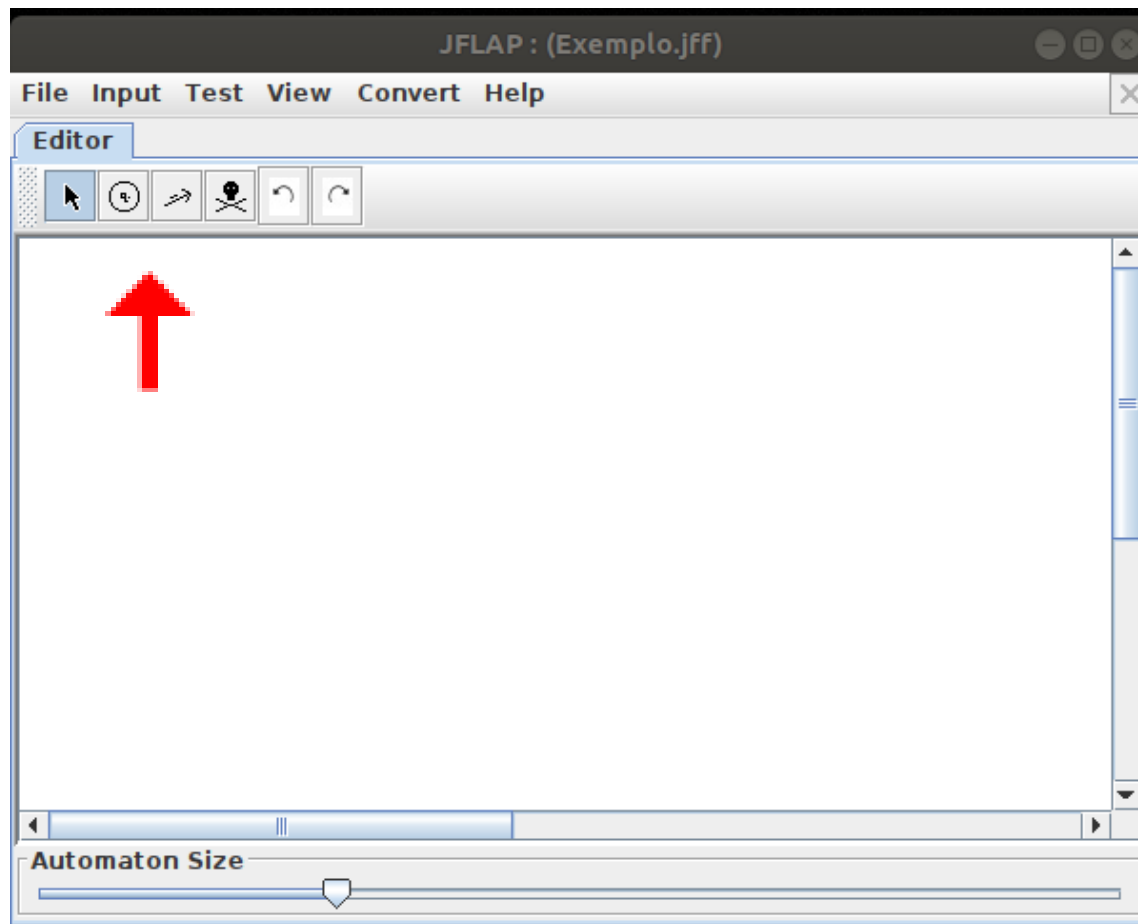 JFLAP : (Exemplo.jff)
File Input Test View Convert Help
Editor
q
Automaton Size